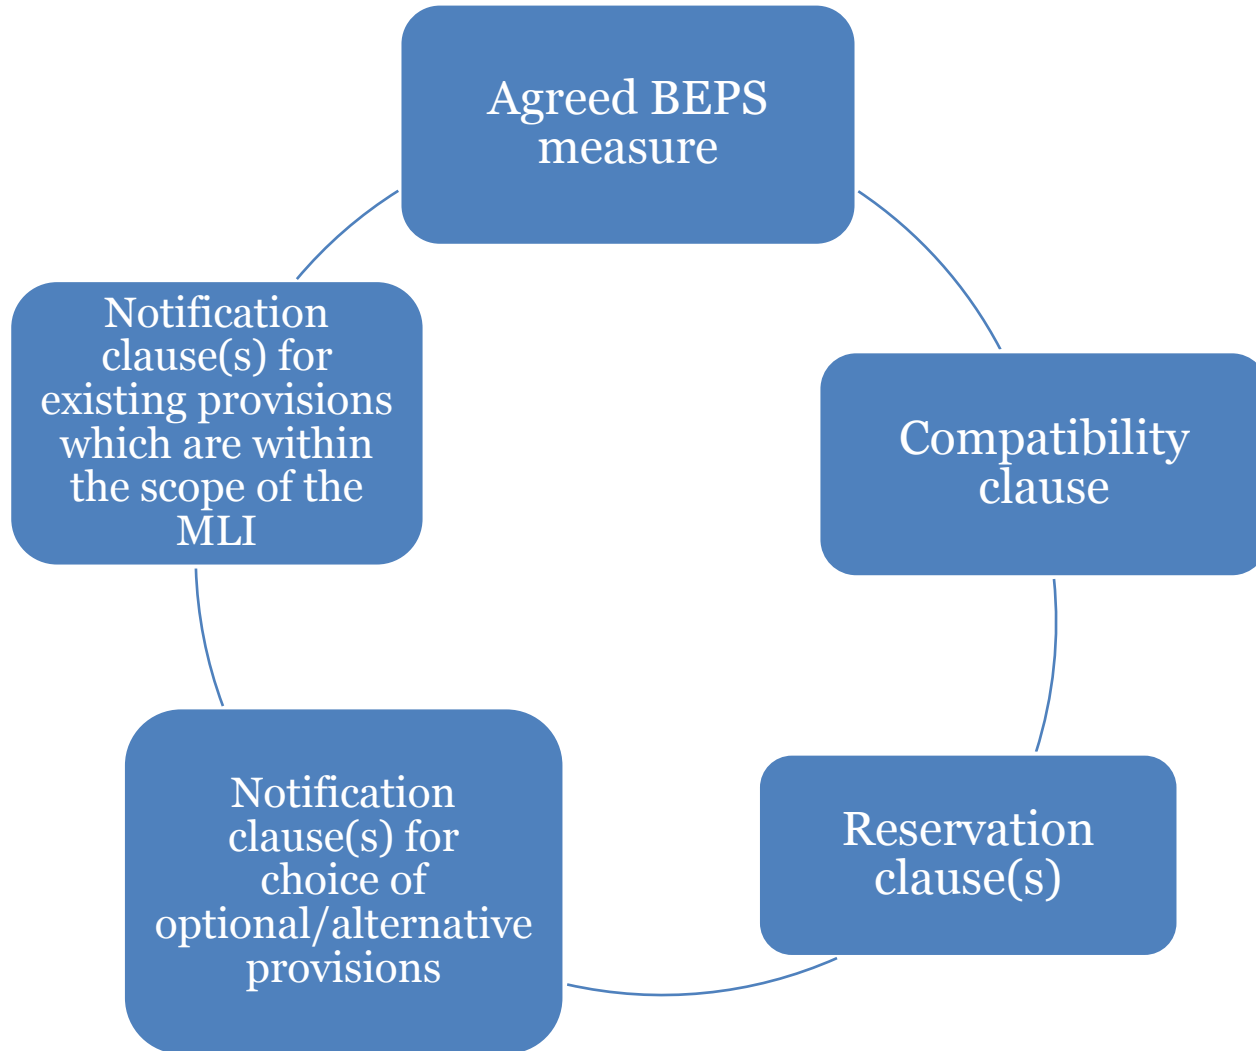 Agreed BEPS
measure
Compatibility
clause
Reservation
clause(s)
Notification
clause(s) for
choice of
optional/alternative
provisions
Notification
clause(s) for
existing provisions
which are within
the scope of the
MLI